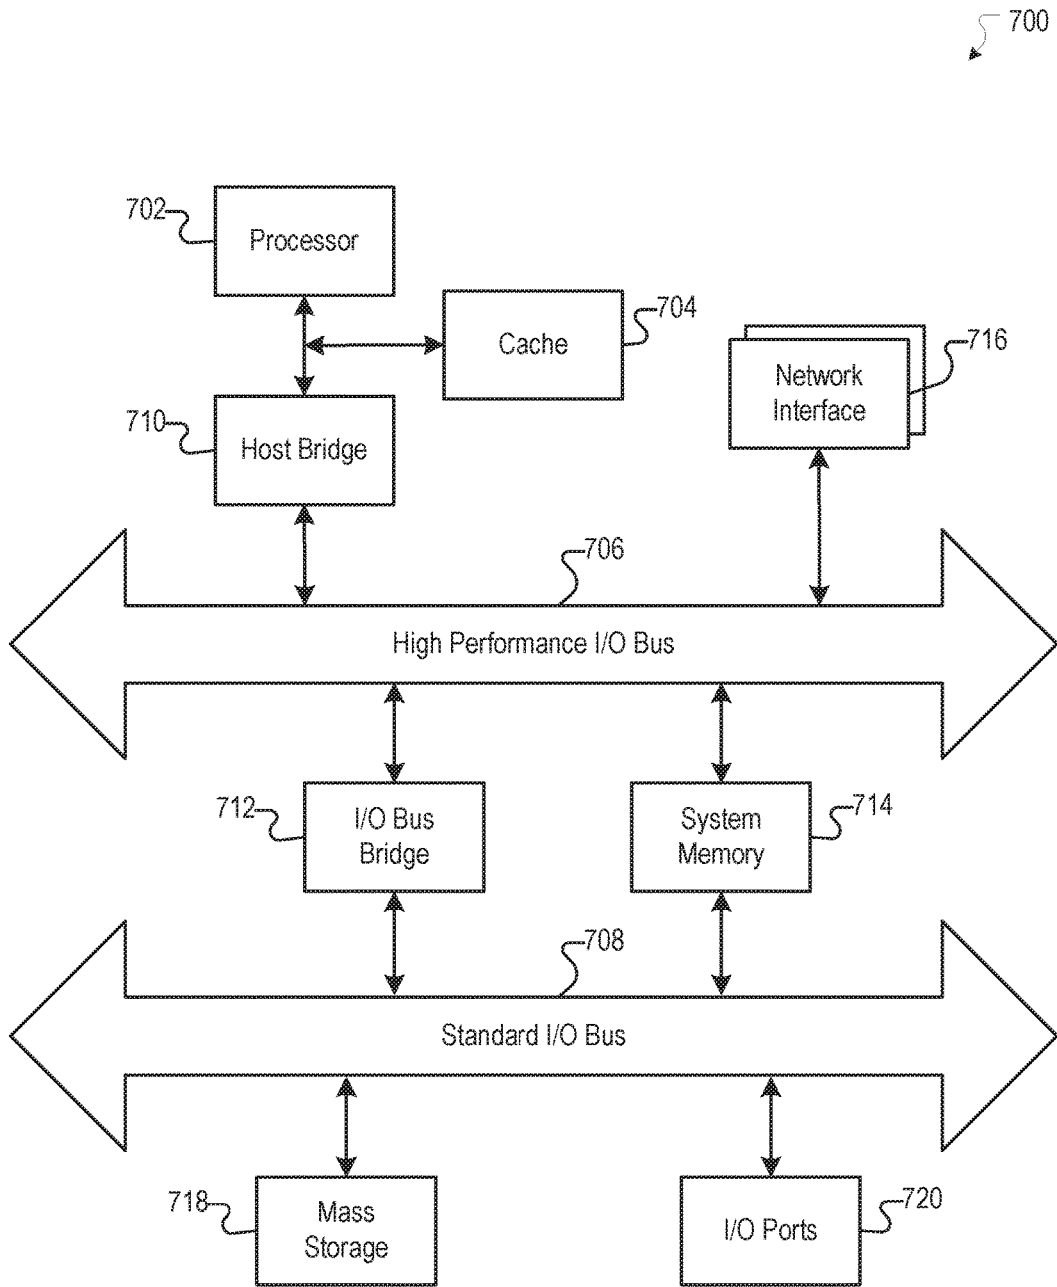 700
702
Processor
704
Cache
716
Network
Interface
710
Host Bridge
706
High Performance I/O Bus
712
I/O Bus
Bridge
714
System
Memory
708
Standard I/O Bus
718
Mass
Storage
720
I/O Ports